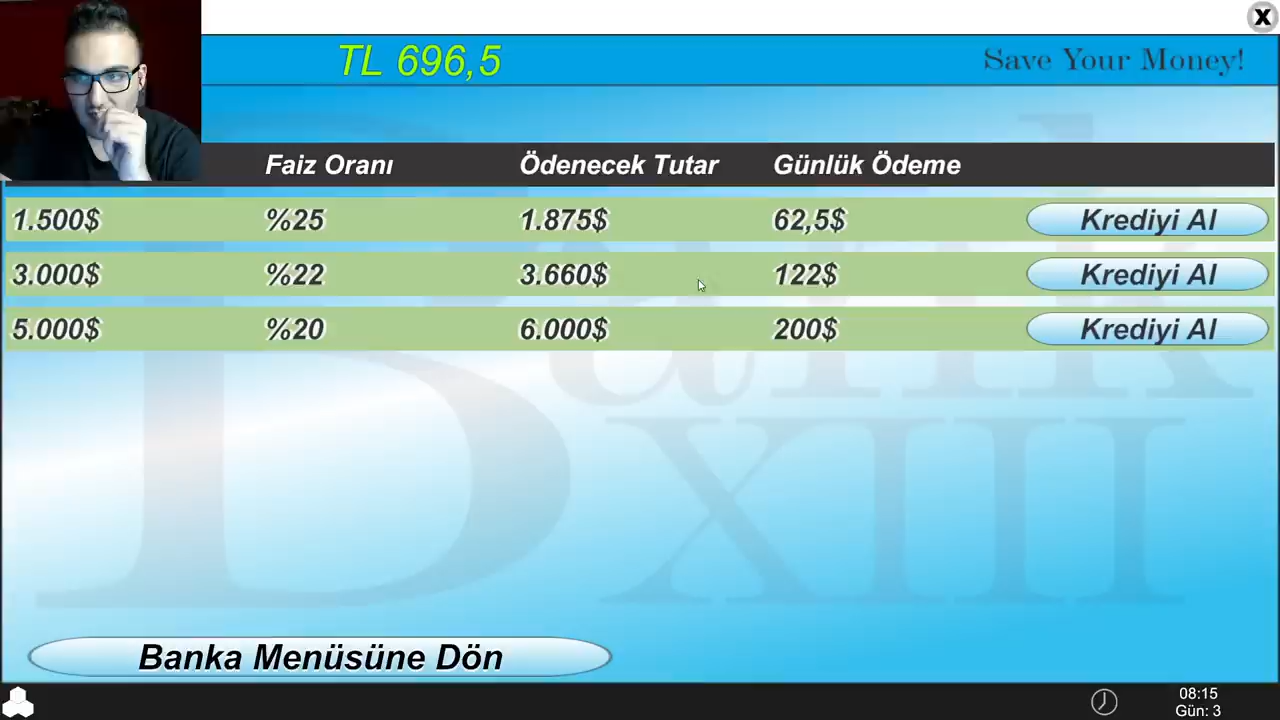 X
TL 696,5
Save Your Money!
Faiz Oranı Ödenecek Tutar Günlük Ödeme
1.500$ %25 1.875$ 62,5$ Krediyi Al
3.000$ %22 3.660$ 122$ Krediyi Al
5.000$ %20 6.000$ 200$ Krediyi Al
Bank
XIII
Banka Menüsüne Dön
08:15
Gün: 3